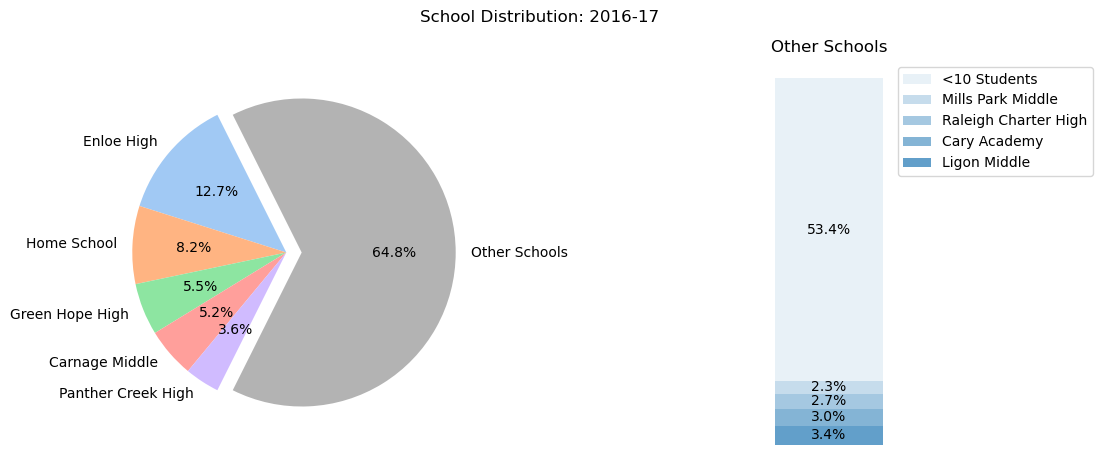 School Distribution: 2016-17
Enloe High
12.7%
Home School
8.2%
Green Hope High
5.5%
Carnage Middle
5.2%
Panther Creek High
3.6%
64.8%
Other Schools
Other Schools
<10 Students
Mills Park Middle
Raleigh Charter High
Cary Academy
Ligon Middle
53.4%
2.3%
2.7%
3.0%
3.4%